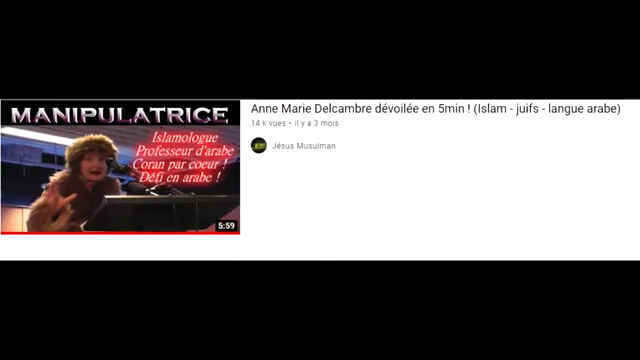 MANIPULATRICE
Islamologue
Professeur d'arabe
Coran par coeur !
Défi en arabe !
5:59
Anne Marie Delcambre dévoilée en 5min ! (Islam - juifs - langue arabe)
14 k vues • il y a 3 mois
Jésus Musulman